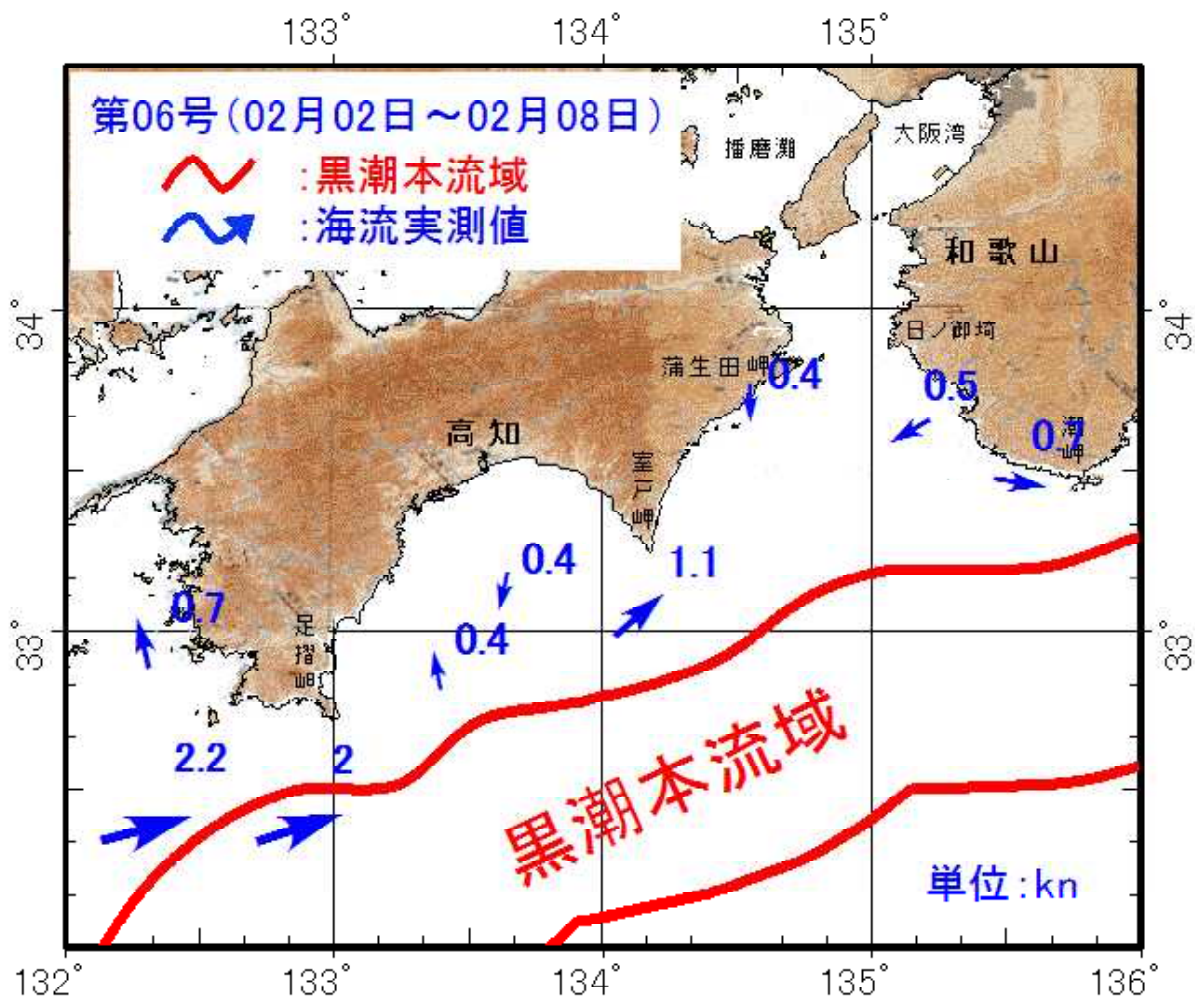 133° 134° 135°
第06号(02月02日～02月08日)
:黒潮本流域
:海流実測値
播磨灘
大阪湾
和歌山
34° 34°
日ノ御埼
蒲生田岬
0.4
0.5
高知
潮岬
0.7
室戸岬
0.4
1.1
0.7
足摺岬
0.4
33° 33°
2.2
2
黒潮本流域
単位:kn
132° 133° 134° 135° 136°